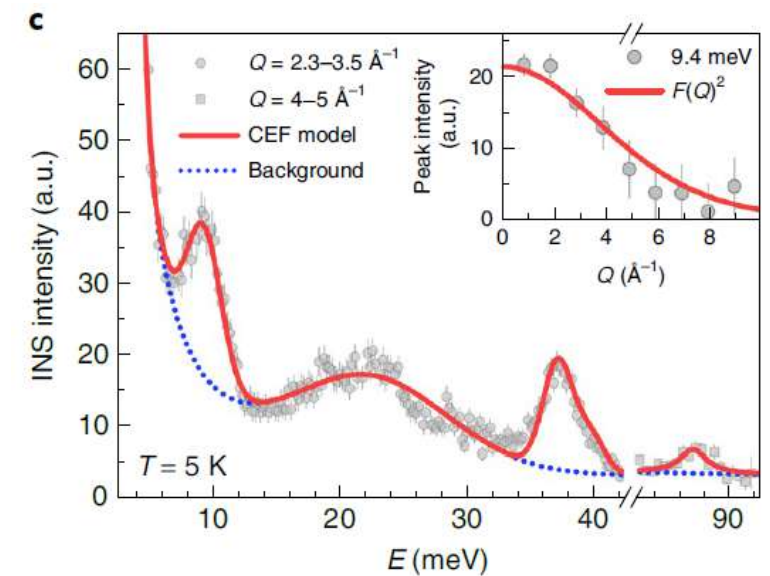 c
Q = 2.3–3.5 Å⁻¹
Q = 4–5 Å⁻¹
CEF model
Background
INS intensity (a.u.)
60
50
40
30
20
10
0
T = 5 K
10
20
30
40
90
E (meV)
9.4 meV
F(Q)²
Peak intensity
(a.u.)
20
10
0
0
2
4
6
8
Q (Å⁻¹)